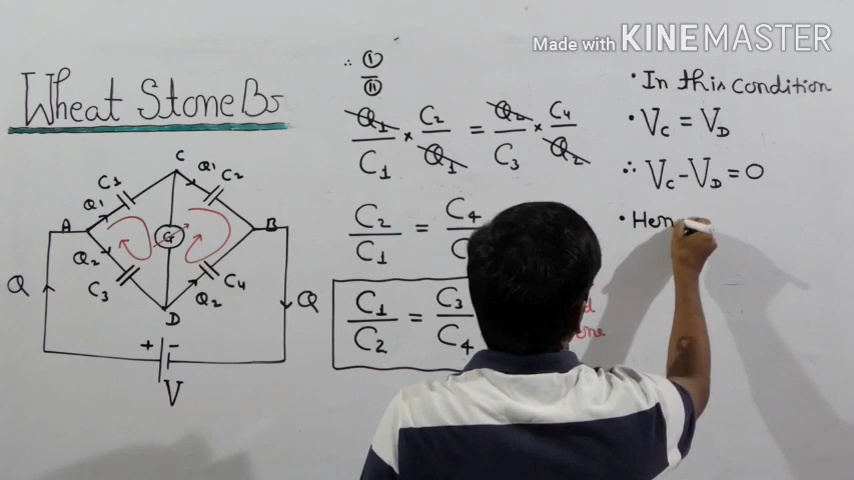 Made with KINEMASTER
Wheat Stone Br
C
C1
Q1
Q1
C2
A
G
B
Q2
C3
Q2
C4
D
Q
Q
+ -
V
∴ (I)
(II)
Q1/C1 × C2/Q1 = Q2/C3 × C4/Q2
C2/C1 = C4/C
C1/C2 = C3/C4
• In this condition
• VC = VD
∴ VC - VD = 0
• Hen